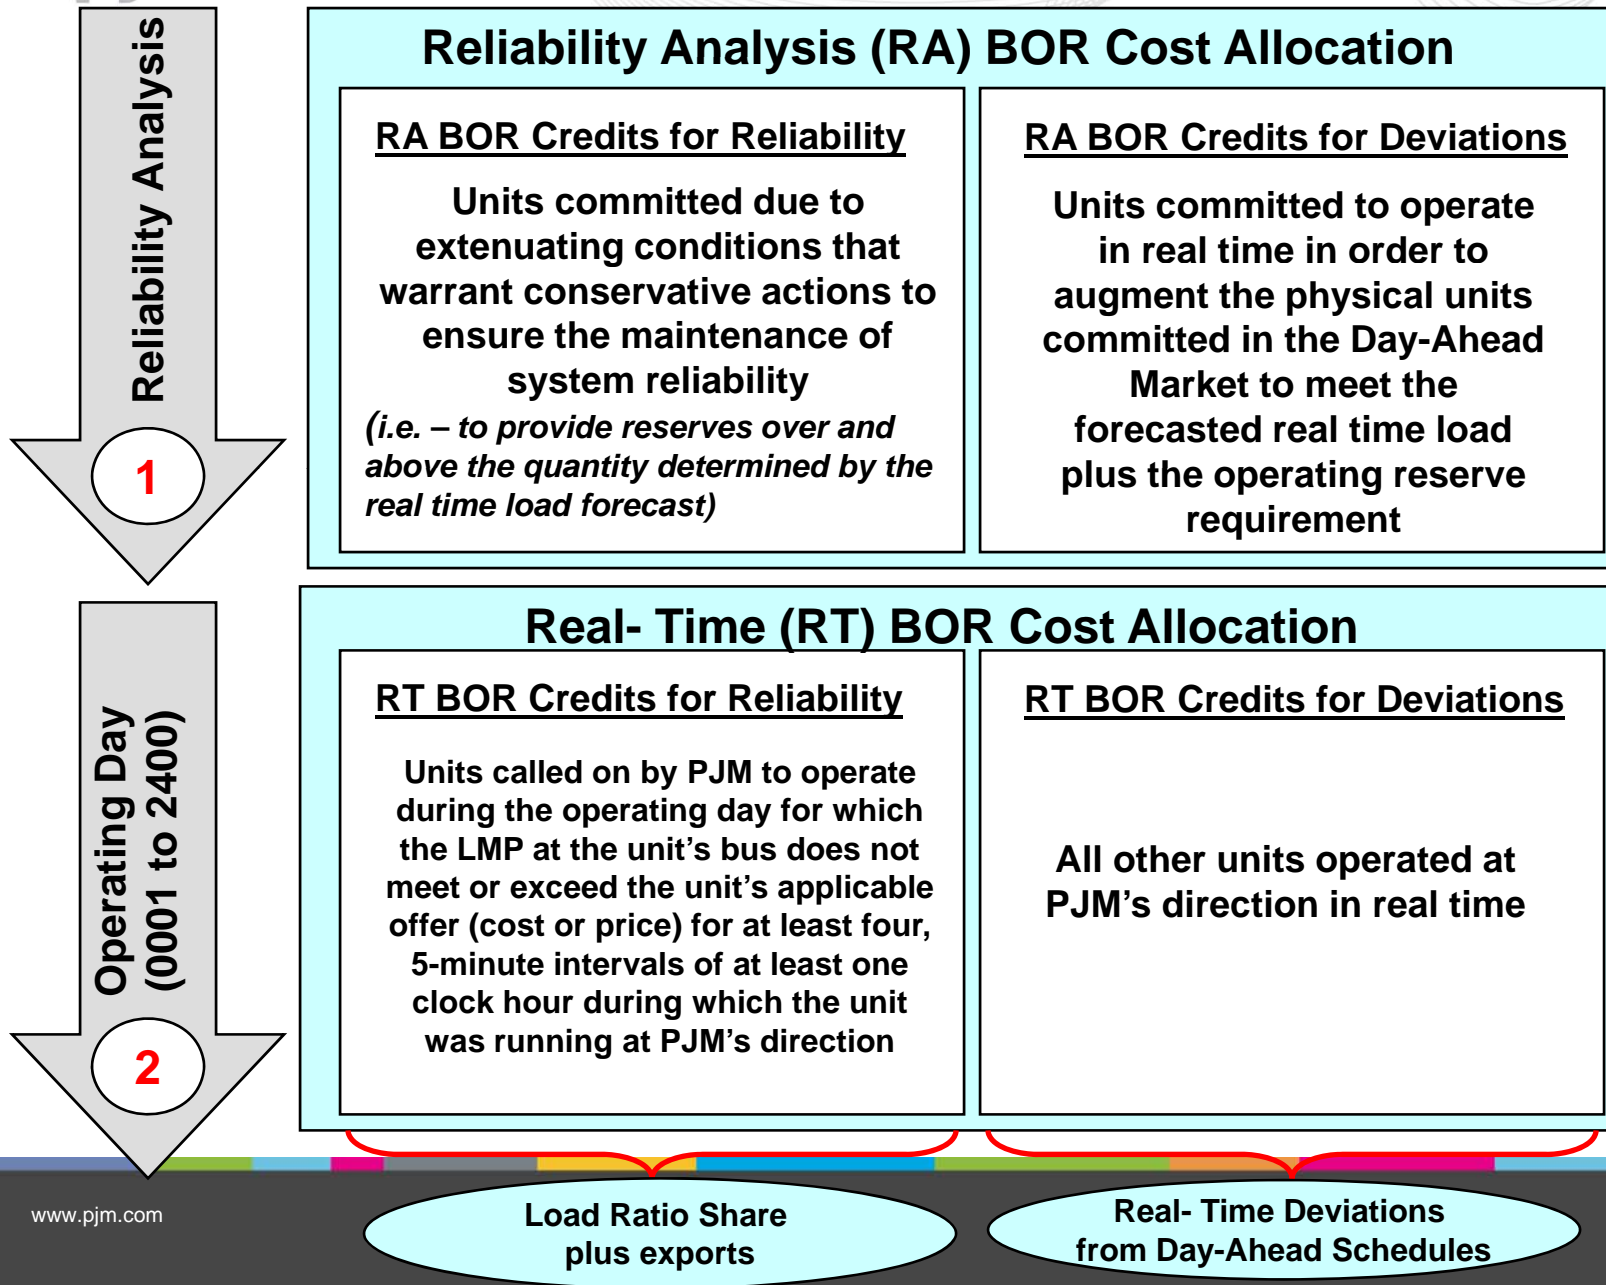 Reliability Analysis
1
Reliability Analysis (RA) BOR Cost Allocation
RA BOR Credits for Reliability
Units committed due to
extenuating conditions that
warrant conservative actions to
ensure the maintenance of
system reliability
(i.e. – to provide reserves over and
above the quantity determined by the
real time load forecast)
RA BOR Credits for Deviations
Units committed to operate
in real time in order to
augment the physical units
committed in the Day-Ahead
Market to meet the
forecasted real time load
plus the operating reserve
requirement
Operating Day
(0001 to 2400)
2
Real- Time (RT) BOR Cost Allocation
RT BOR Credits for Reliability
Units called on by PJM to operate
during the operating day for which
the LMP at the unit’s bus does not
meet or exceed the unit’s applicable
offer (cost or price) for at least four,
5-minute intervals of at least one
clock hour during which the unit
was running at PJM’s direction
RT BOR Credits for Deviations
All other units operated at
PJM’s direction in real time
www.pjm.com
Load Ratio Share
plus exports
Real- Time Deviations
from Day-Ahead Schedules